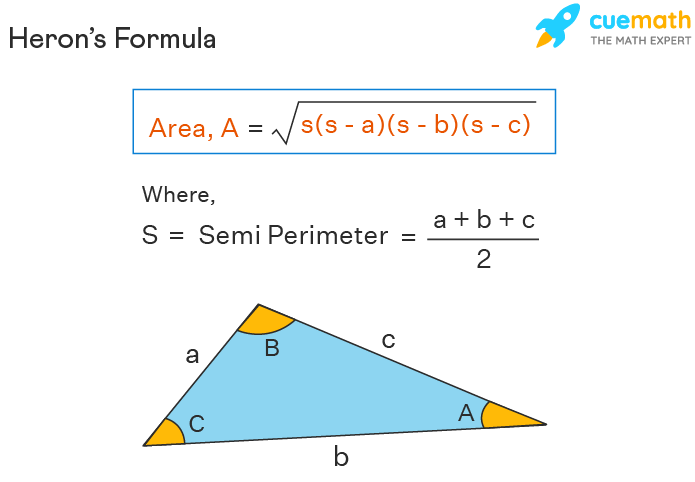 Heron's Formula
cuemath
THE MATH EXPERT
Area, A = √s(s - a)(s - b)(s - c)
Where,
S = Semi Perimeter = a + b + c
2
a
B
c
C
A
b